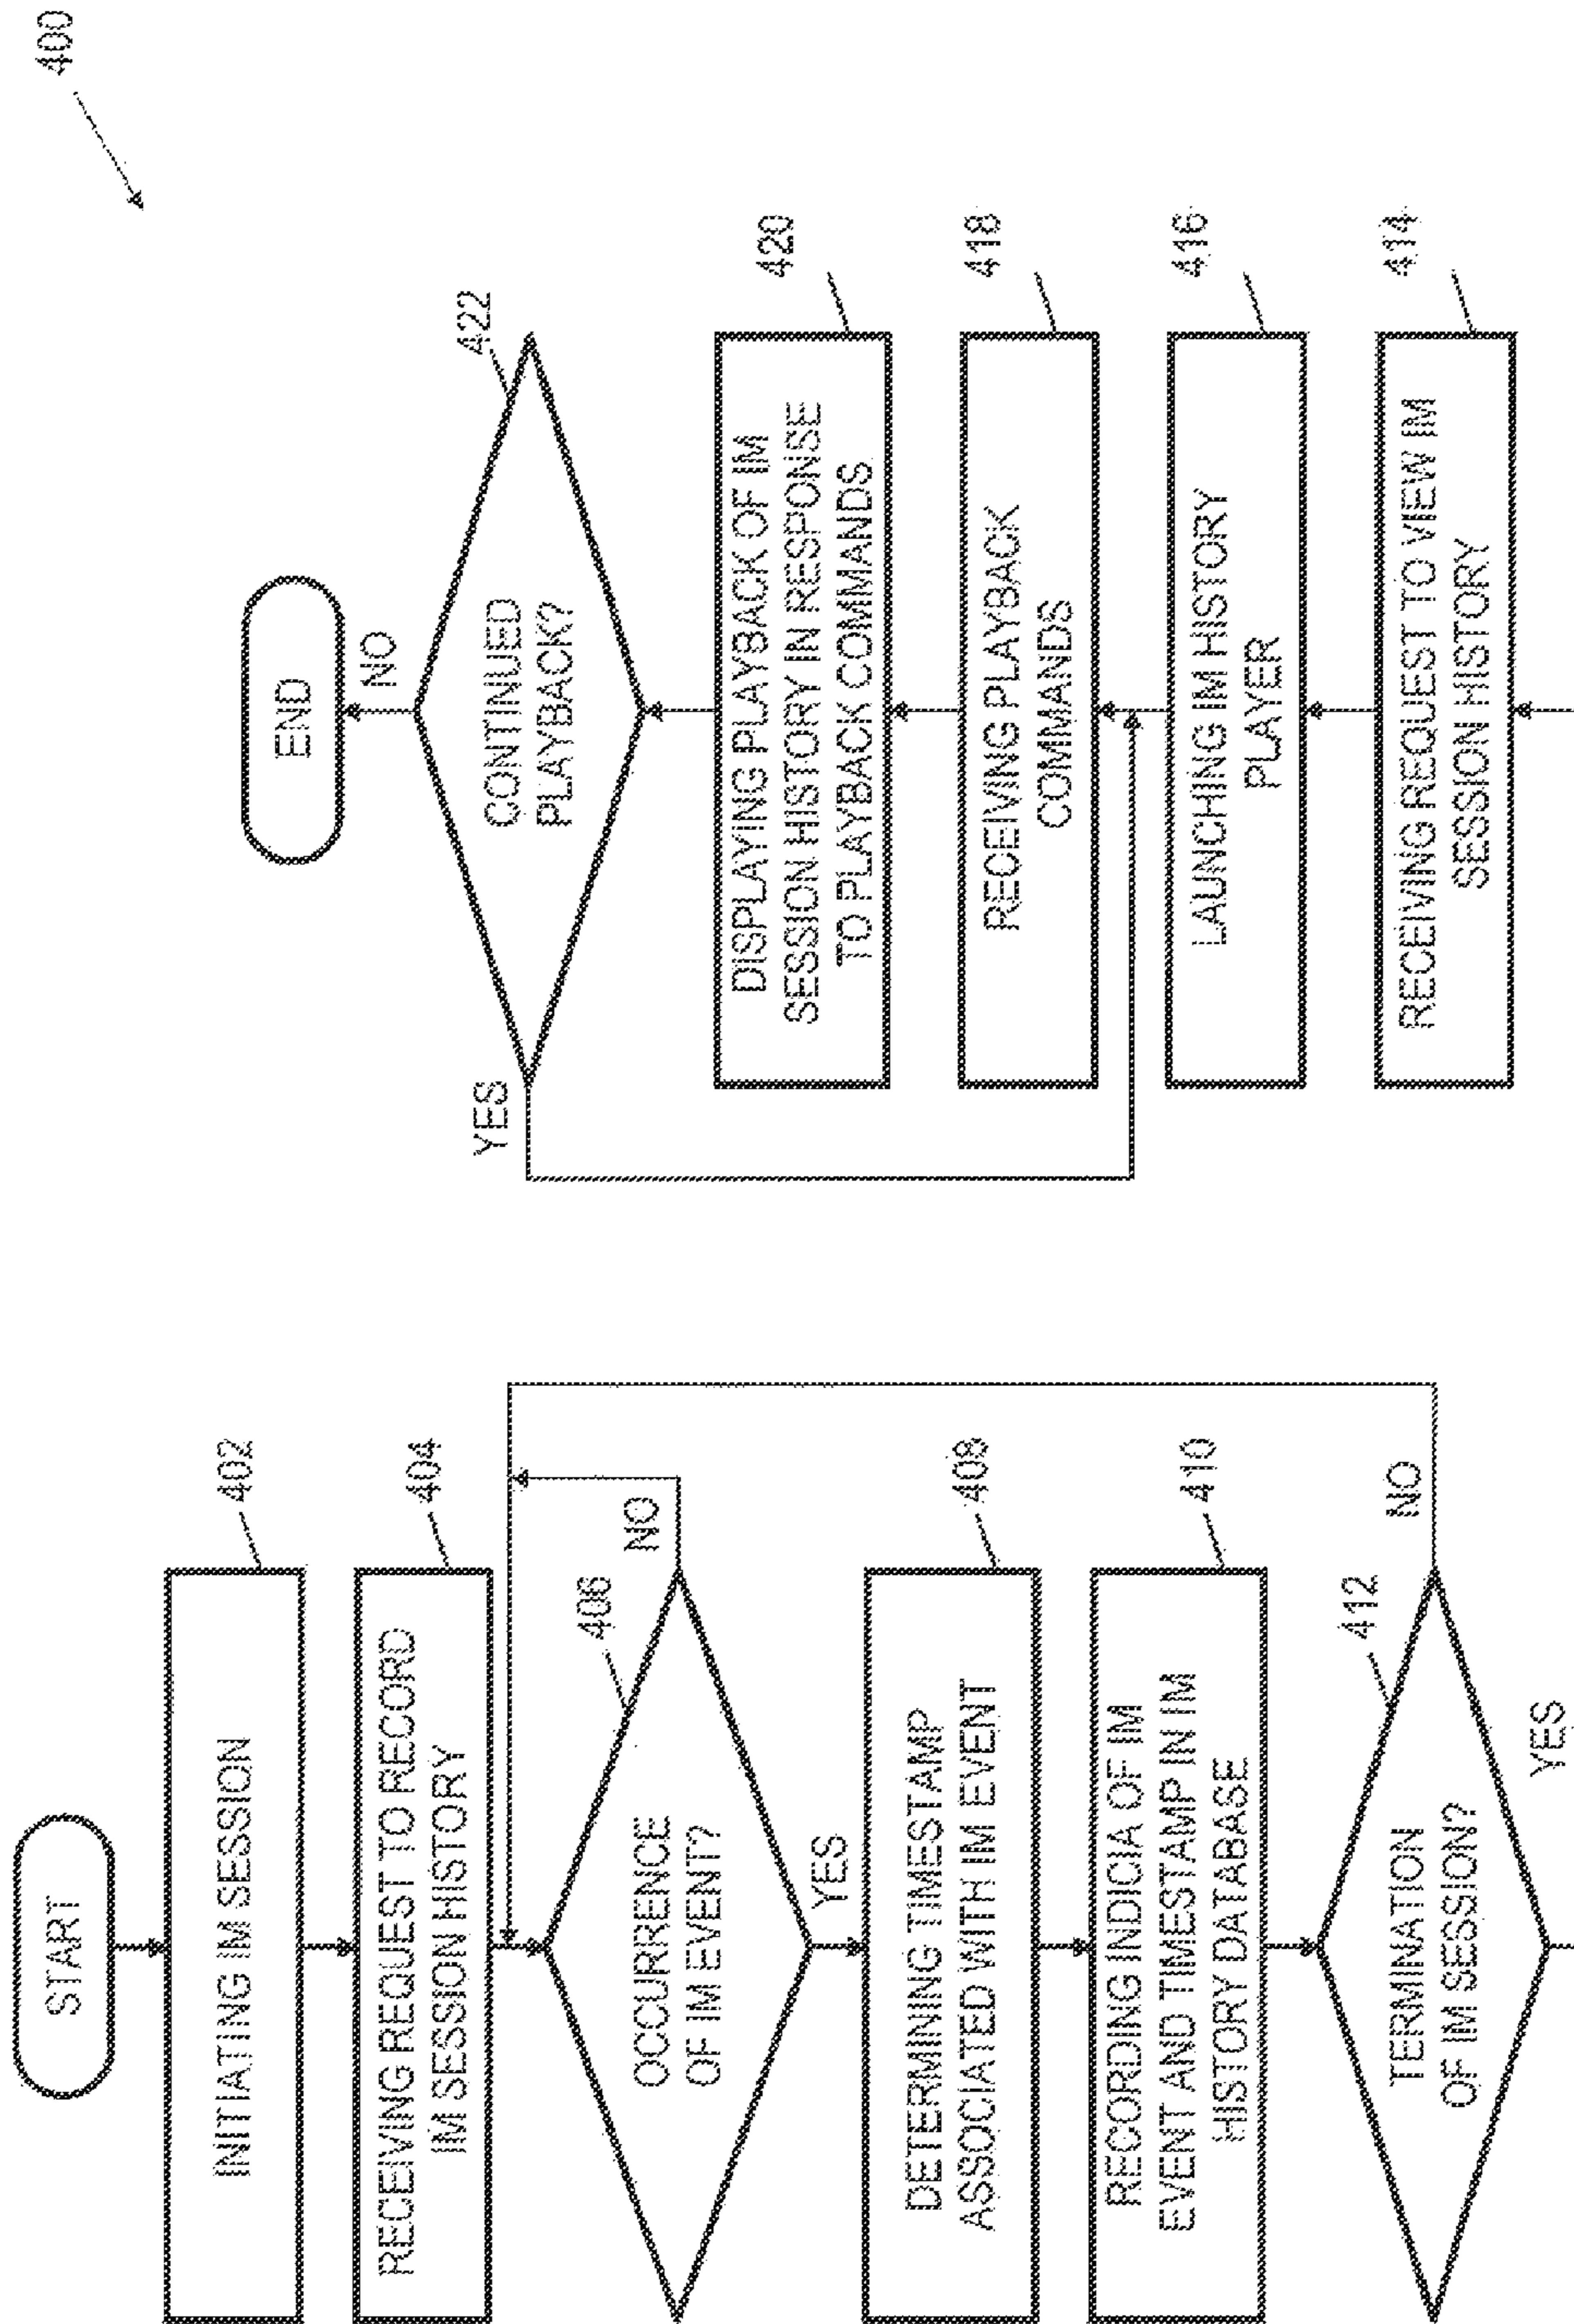 400
START
INITIATING IM SESSION
402
RECEIVING REQUEST TO RECORD
IM SESSION HISTORY
404
OCCURRENCE
OF IM EVENT?
406
NO
YES
DETERMINING TIMESTAMP
ASSOCIATED WITH IM EVENT
408
RECORDING INDICIA OF IM
EVENT AND TIMESTAMP IN IM
HISTORY DATABASE
410
TERMINATION
OF IM SESSION?
412
NO
YES
RECEIVING REQUEST TO VIEW IM
SESSION HISTORY
414
LAUNCHING IM HISTORY
PLAYER
416
RECEIVING PLAYBACK
COMMANDS
418
DISPLAYING PLAYBACK OF IM
SESSION HISTORY IN RESPONSE
TO PLAYBACK COMMANDS
420
CONTINUED
PLAYBACK?
422
YES
NO
END